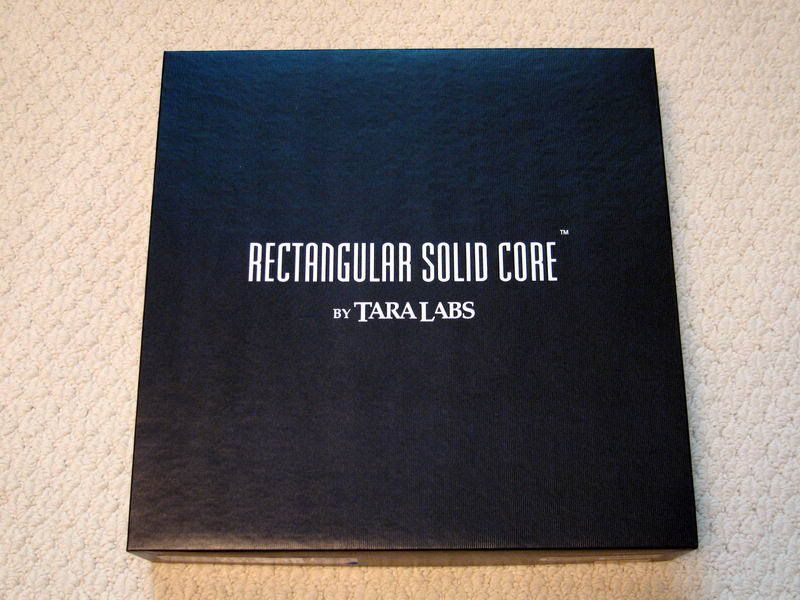 RECTANGULAR SOLID CORE™
BY TARA LABS